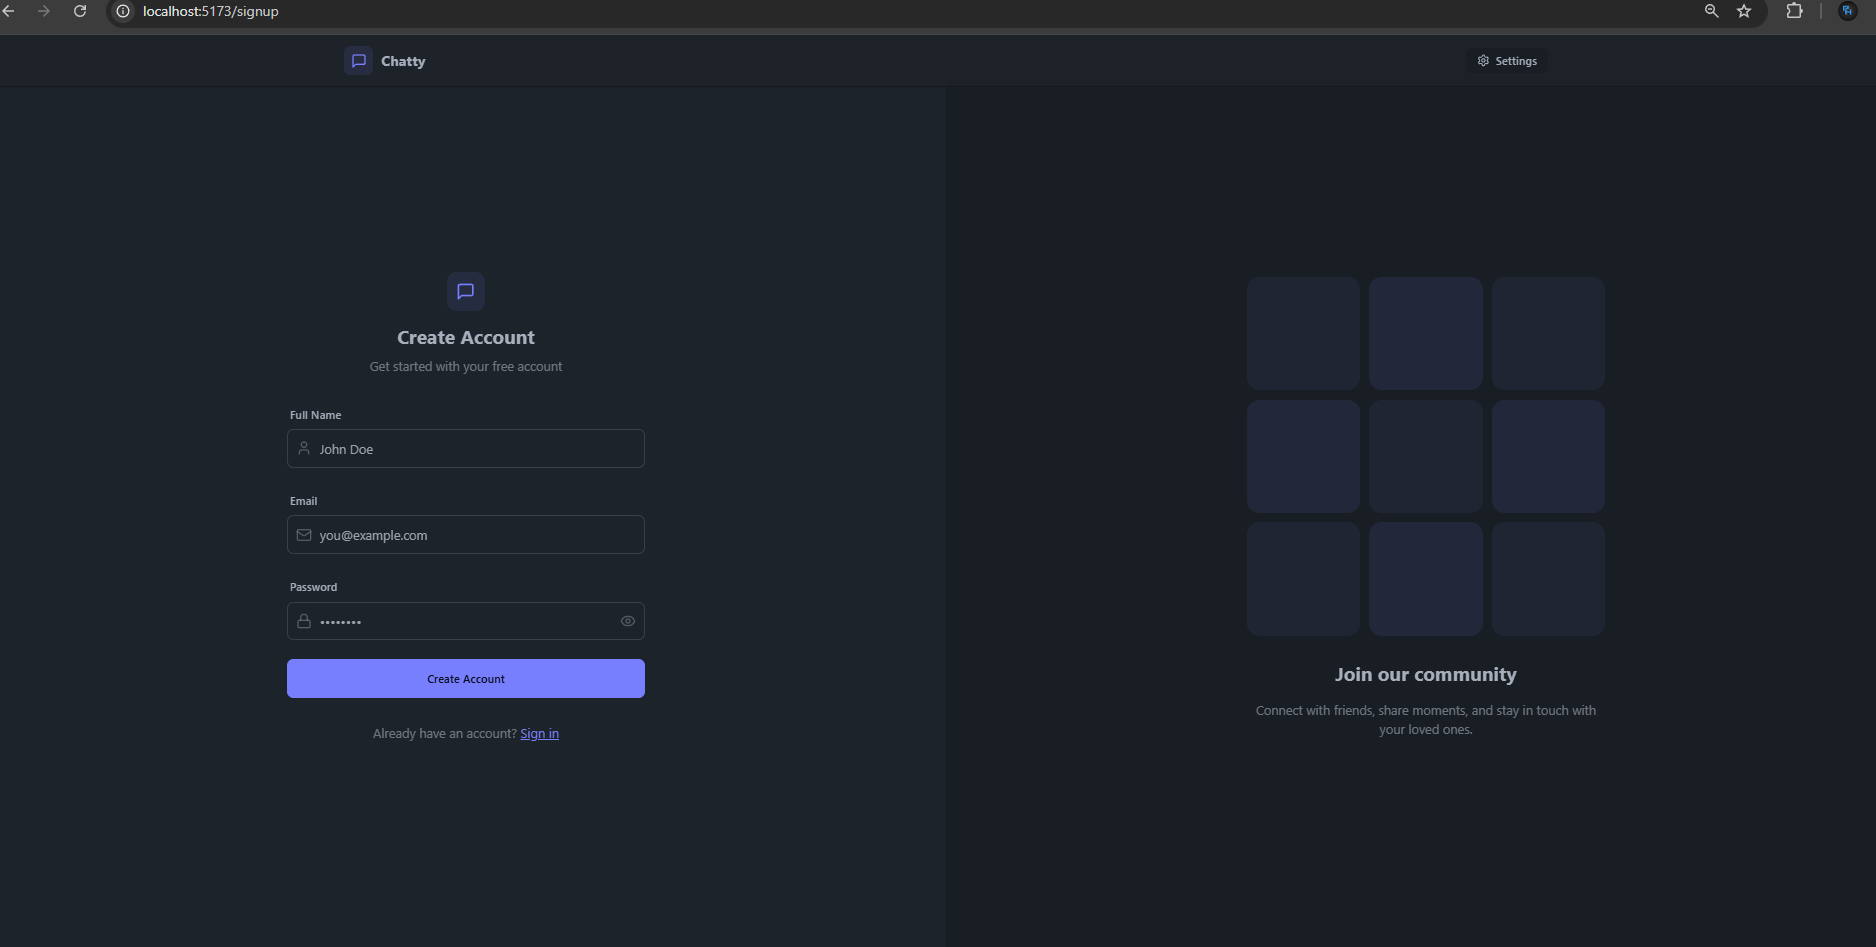 localhost:5173/signup
Chatty
Settings
Create Account
Get started with your free account
Full Name
John Doe
Email
you@example.com
Password
••••••••
Create Account
Already have an account? Sign in
Join our community
Connect with friends, share moments, and stay in touch with
your loved ones.